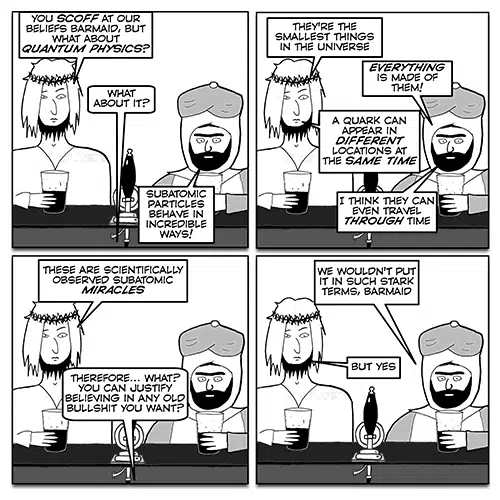 YOU SCOFF AT OUR
BELIEFS BARMAID, BUT
WHAT ABOUT
QUANTUM PHYSICS?
WHAT
ABOUT IT?
SUBATOMIC
PARTICLES
BEHAVE IN
INCREDIBLE
WAYS!
THEY'RE THE
SMALLEST THINGS
IN THE UNIVERSE
EVERYTHING
IS MADE OF
THEM!
A QUARK CAN
APPEAR IN
DIFFERENT
LOCATIONS AT
THE SAME TIME
I THINK THEY CAN
EVEN TRAVEL
THROUGH TIME
THESE ARE SCIENTIFICALLY
OBSERVED SUBATOMIC
MIRACLES
THEREFORE... WHAT?
YOU CAN JUSTIFY
BELIEVING IN ANY OLD
BULLSHIT YOU WANT?
WE WOULDN'T PUT
IT IN SUCH STARK
TERMS, BARMAID
BUT YES